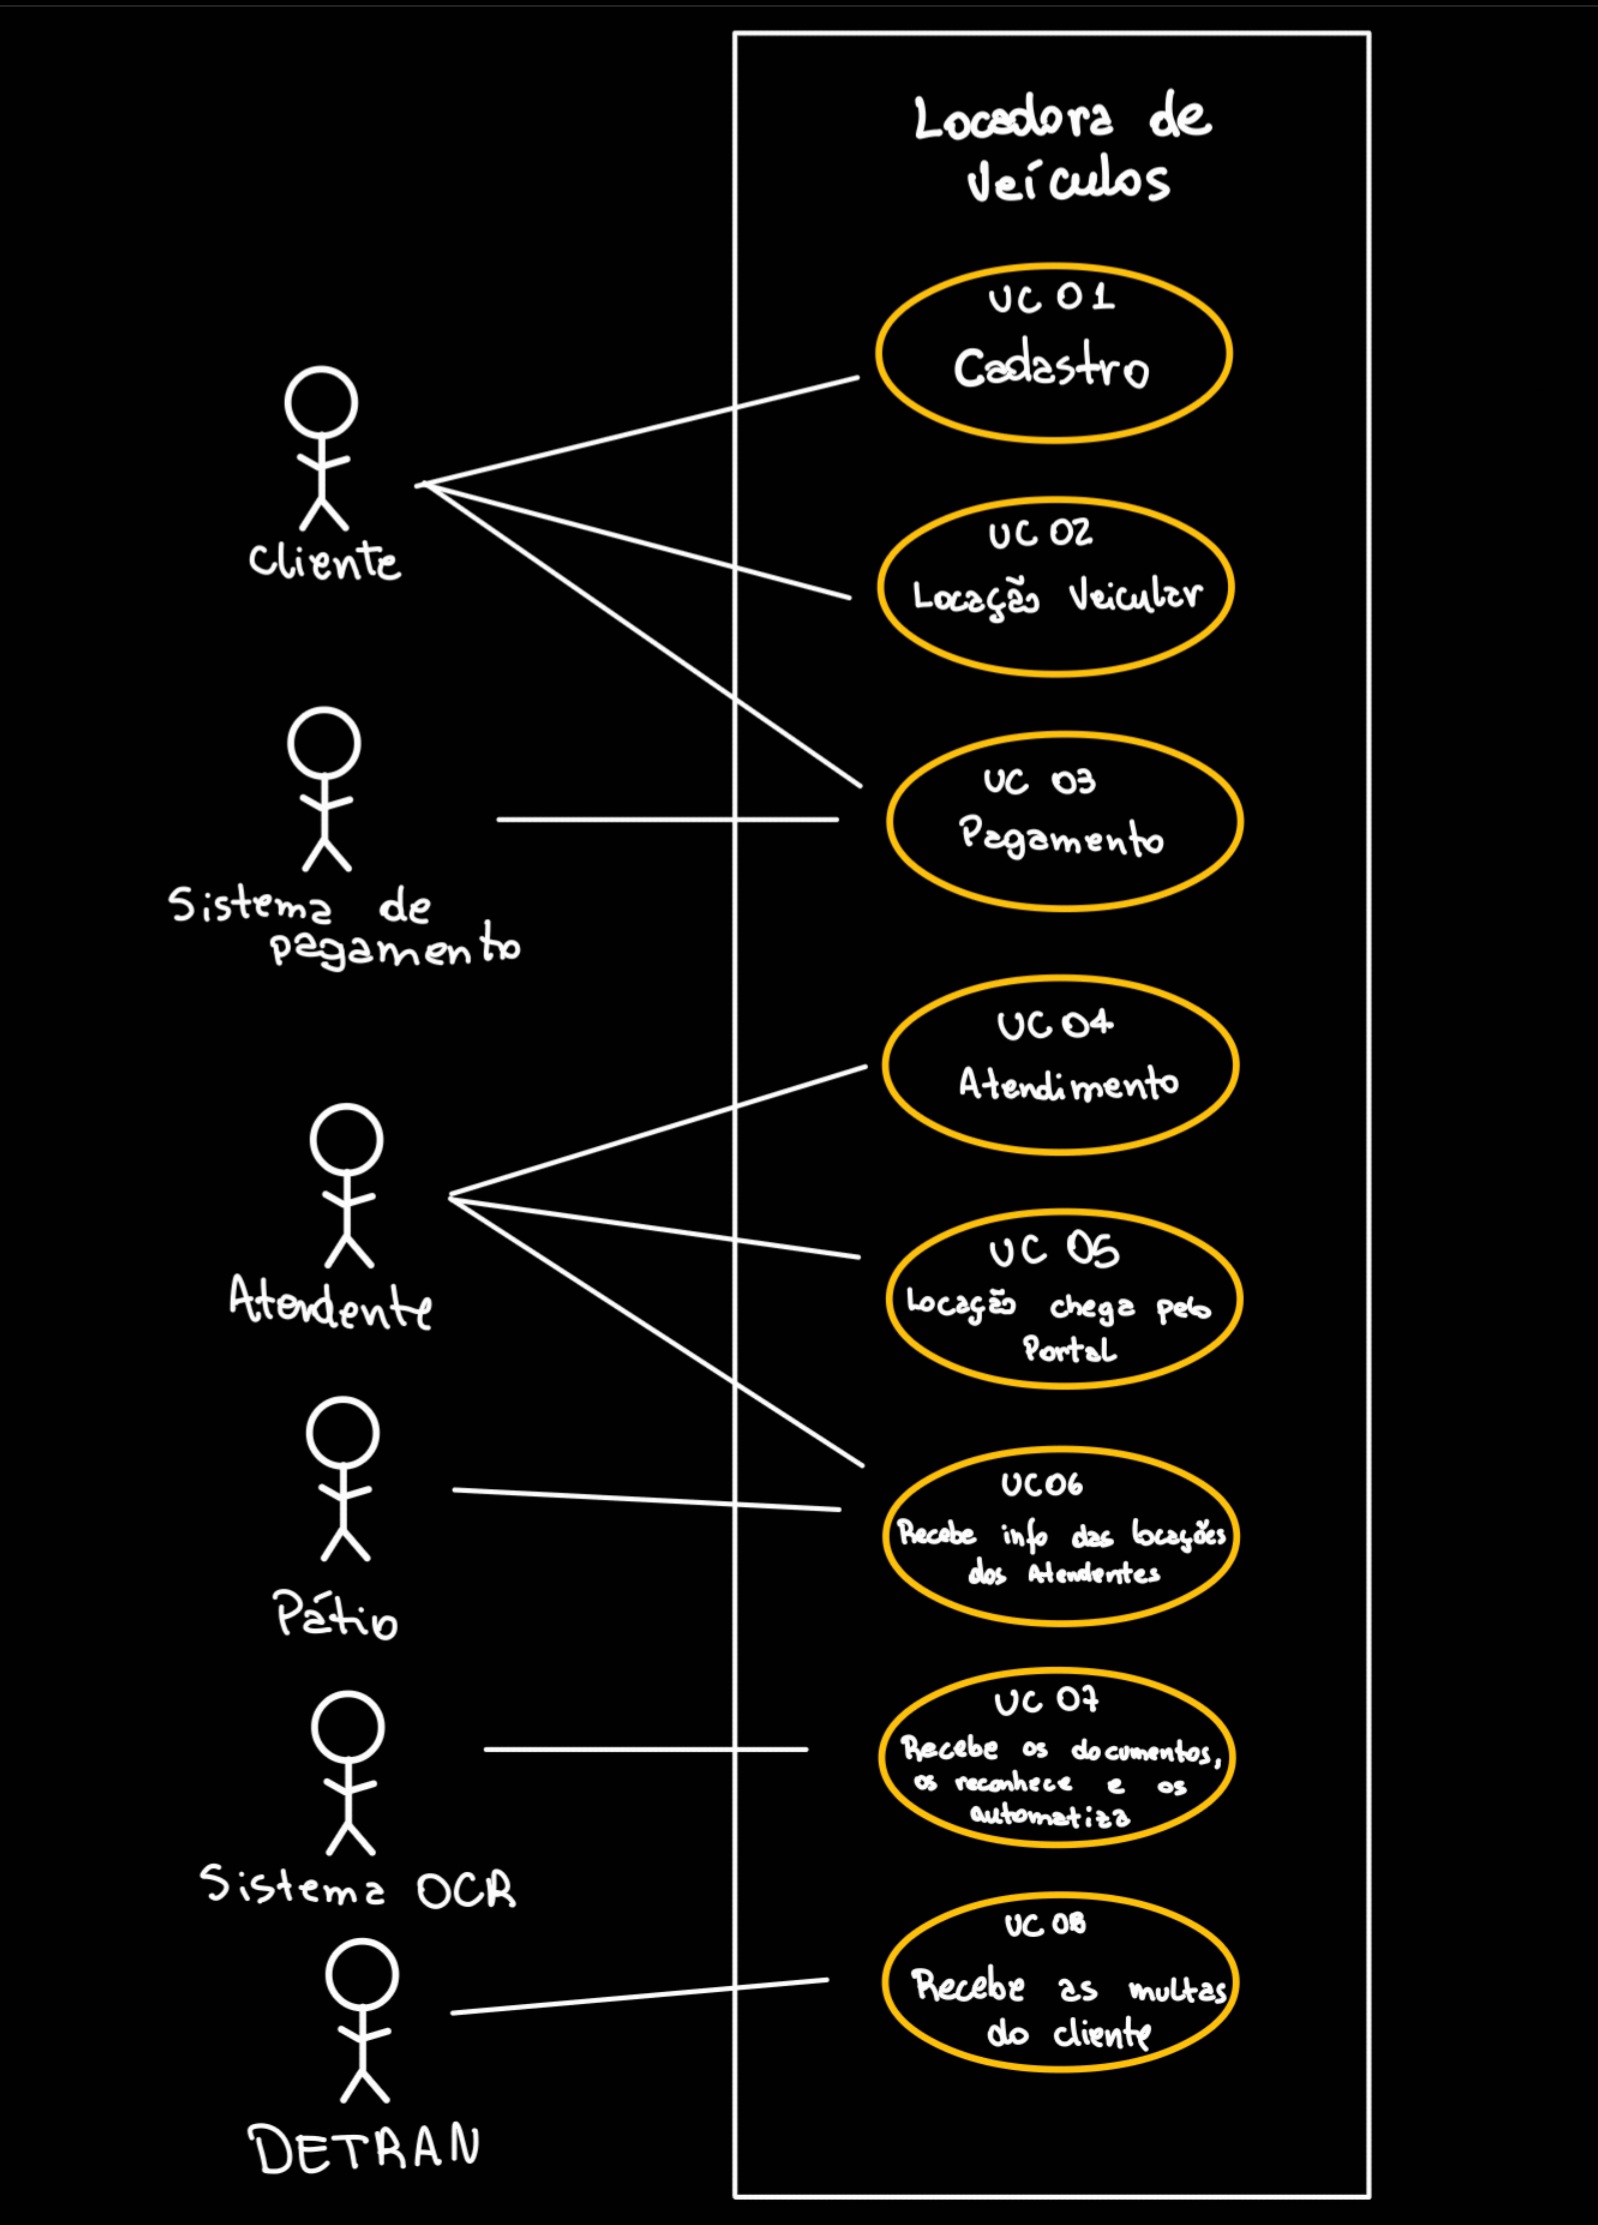 Locadora de
Veículos
UC 01
Cadastro
Cliente
UC 02
Locação Veicular
UC 03
Pagamento
Sistema de
pagamento
UC 04
Atendimento
Atendente
UC 05
Locação chega pelo
Portal
Pátio
UC06
Recebe info das locações
dos Atendentes
Sistema OCR
UC 07
Recebe os documentos,
os reconhece e os
automatiza
DETRAN
UC 08
Recebe as multas
do cliente